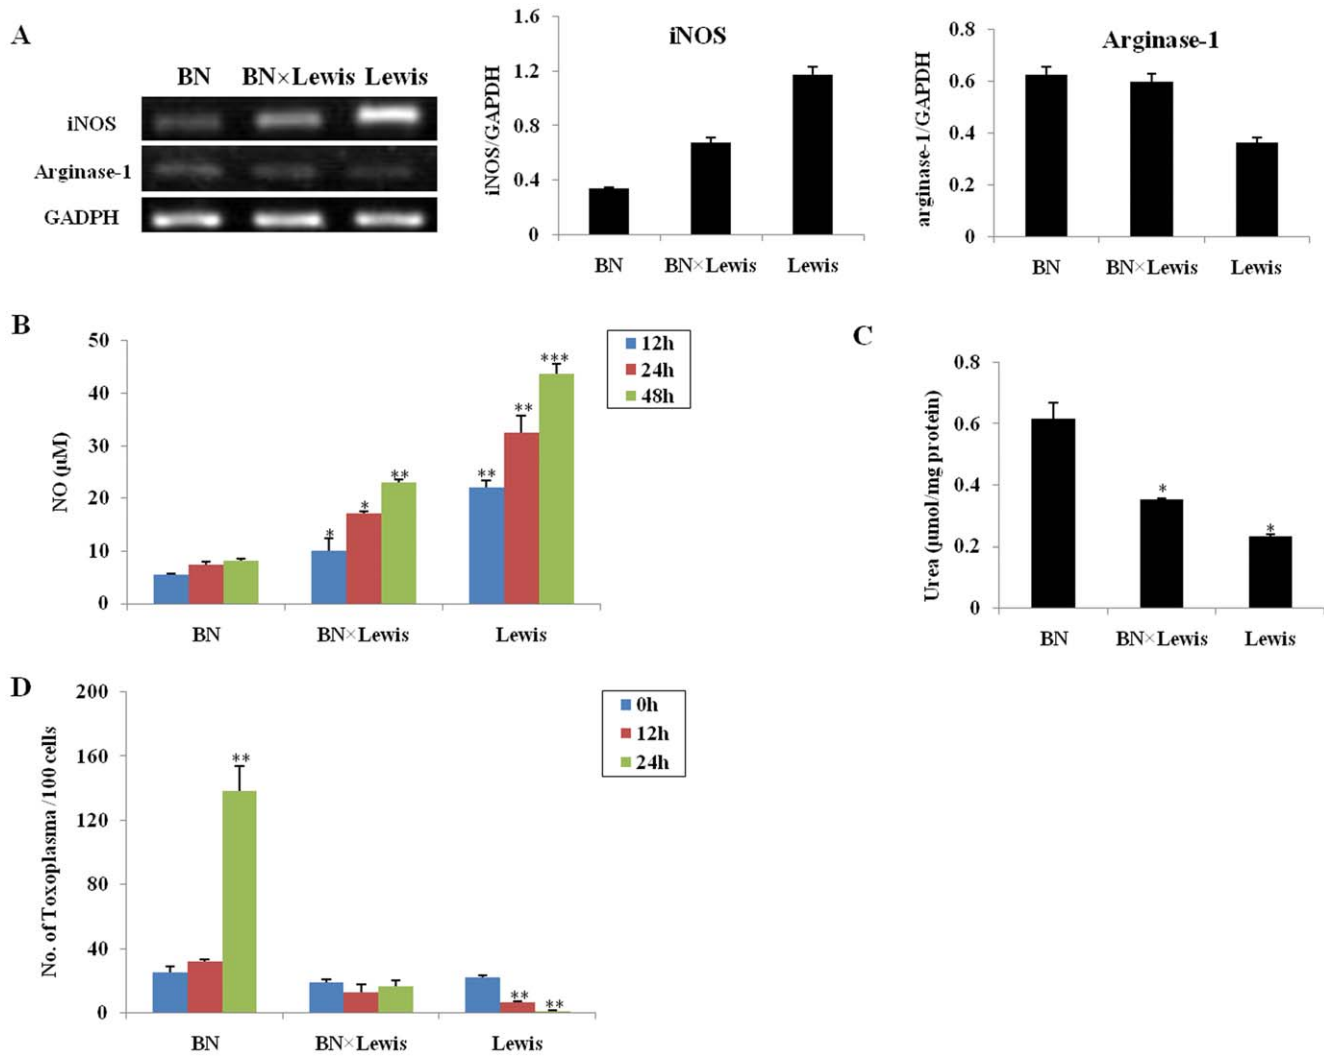 A
BN BN×Lewis Lewis
iNOS
Arginase-1
GADPH
iNOS
iNOS/GAPDH
1.6
1.2
0.8
0.4
0
BN BN×Lewis Lewis
Arginase-1
arginase-1/GAPDH
0.8
0.6
0.4
0.2
0
BN BN×Lewis Lewis
B
NO (µM)
50
40
30
20
10
0
* * **
** ** ***
BN BN×Lewis Lewis
12h
24h
48h
C
Urea (µmol/mg protein)
0.8
0.6
0.4
0.2
0
* *
BN BN×Lewis Lewis
D
No. of Toxoplasma /100 cells
200
160
120
80
40
0
**
** **
BN BN×Lewis Lewis
0h
12h
24h